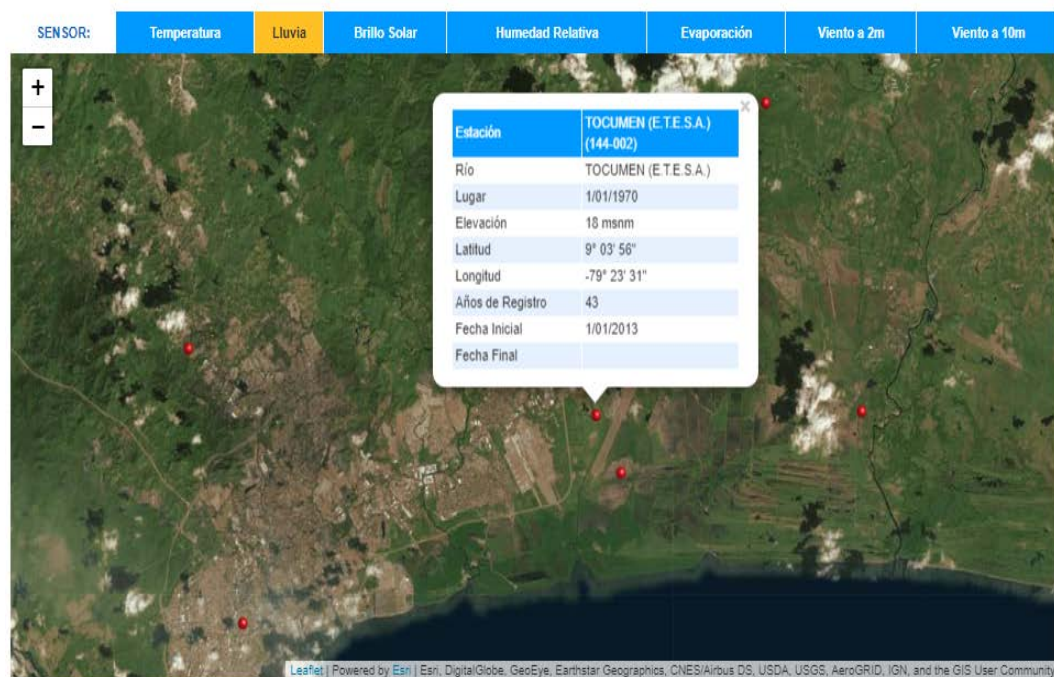 SENSOR: Temperatura Lluvia Brillo Solar Humedad Relativa Evaporación Viento a 2m Viento a 10m
+
−
×
Estación TOCUMEN (E.T.E.S.A.)
(144-002)
Río TOCUMEN (E.T.E.S.A.)
Lugar 1/01/1970
Elevación 18 msnm
Latitud 9° 03' 56"
Longitud -79° 23' 31"
Años de Registro 43
Fecha Inicial 1/01/2013
Fecha Final
Leaflet | Powered by Esri | Esri, DigitalGlobe, GeoEye, Earthstar Geographics, CNES/Airbus DS, USDA, USGS, AeroGRID, IGN, and the GIS User Community